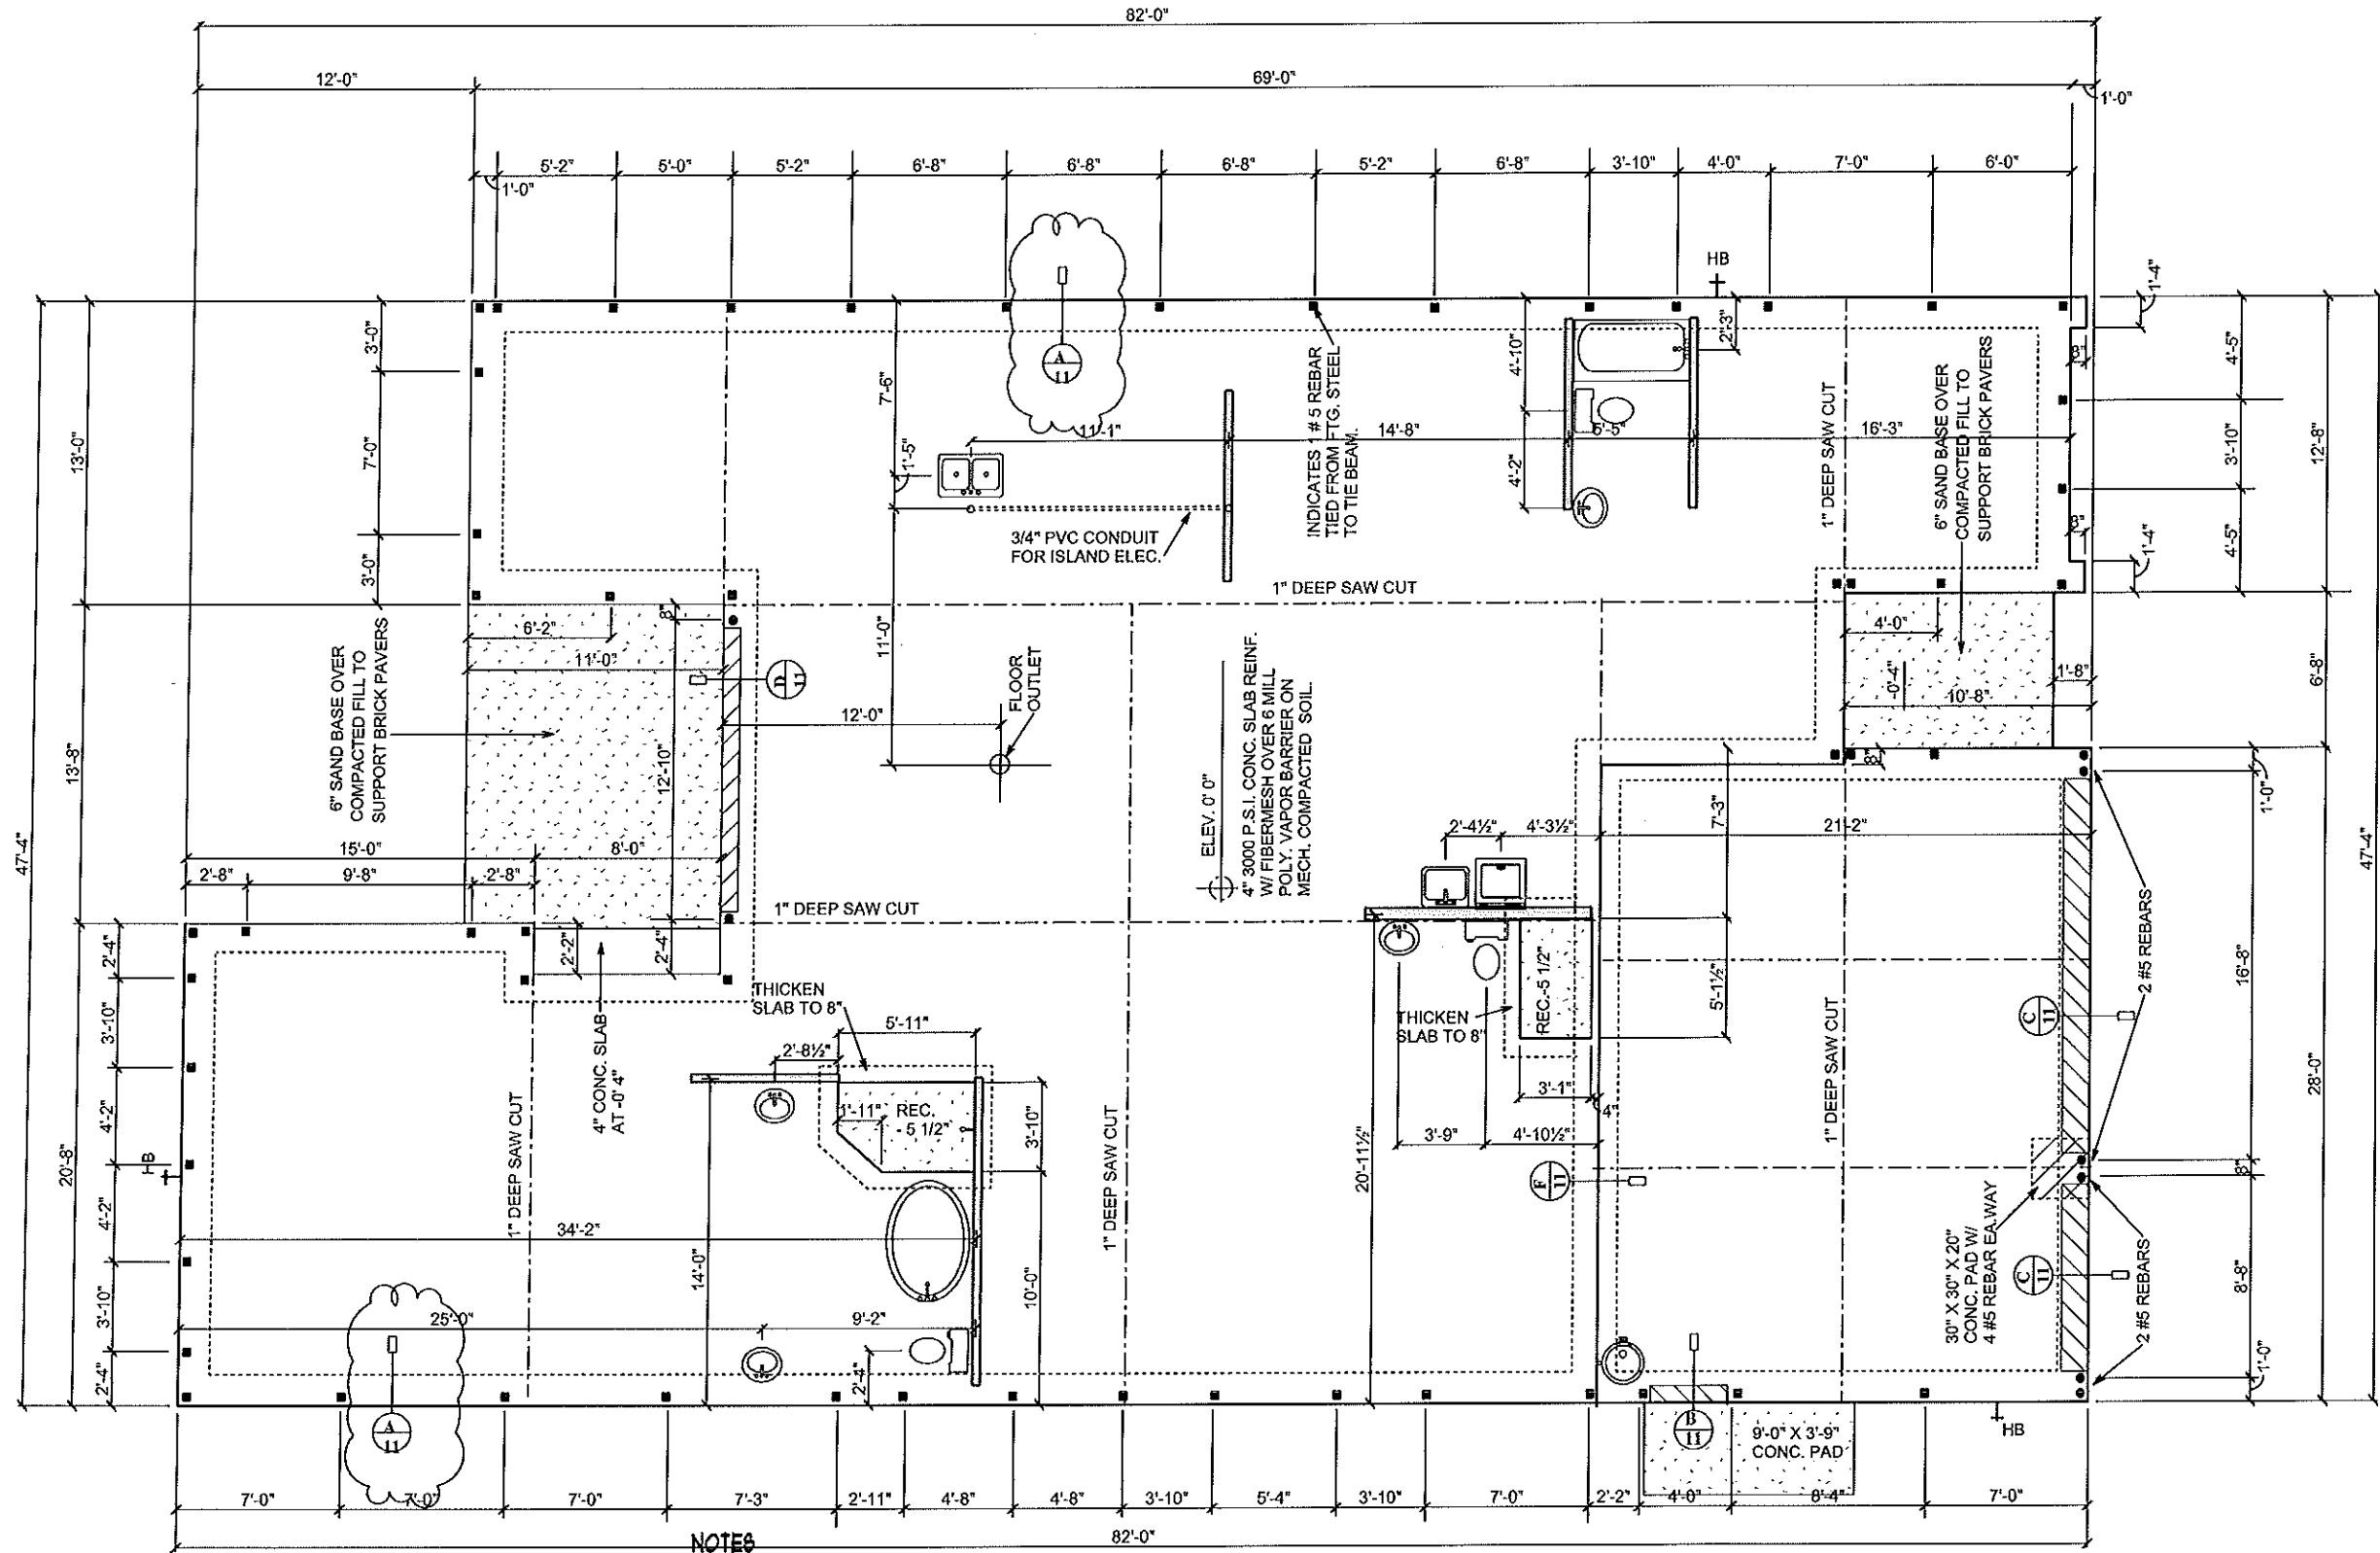 82'-0"
12'-0"
69'-0"
1'-0"
5'-2"
5'-0"
5'-2"
6'-8"
6'-8"
6'-8"
5'-2"
6'-8"
3'-10"
4'-0"
7'-0"
6'-0"
1'-0"
HB
1'-4"
A
11
3'-0"
7'-0"
3'-0"
13'-0"
13'-8"
47'-4"
20'-8"
7'-6"
1'-5"
11'-1"
14'-8"
5'-5"
16'-3"
4'-10"
4'-2"
2'-3"
8"
8"
4'-5"
3'-10"
4'-5"
12'-8"
1'-4"
6'-8"
28'-0"
47'-4"
INDICATES 1 # 5 REBAR
TIED FROM FTG. STEEL
TO TIE BEAM.
1" DEEP SAW CUT
6" SAND BASE OVER
COMPACTED FILL TO
SUPPORT BRICK PAVERS
3/4" PVC CONDUIT
FOR ISLAND ELEC.
1" DEEP SAW CUT
6" SAND BASE OVER
COMPACTED FILL TO
SUPPORT BRICK PAVERS
6'-2"
8"
11'-0"
D
11
12'-10"
11'-0"
12'-0"
FLOOR
OUTLET
ELEV. 0' 0"
4" 3000 P.S.I. CONC. SLAB REINF.
W/ FIBERMESH OVER 6 MILL
POLY. VAPOR BARRIER ON
MECH. COMPACTED SOIL.
4'-0"
-0'-4"
1'-8"
10'-8"
8"
15'-0"
8'-0"
2'-8"
9'-8"
2'-8"
1" DEEP SAW CUT
2'-2"
2'-4"
2'-4½"
4'-3½"
7'-3"
21'-2"
1'-0"
2 #5 REBARS
16'-8"
2'-4"
3'-10"
4'-2"
4'-2"
3'-10"
2'-4"
HB
4" CONC. SLAB
AT -0' 4"
THICKEN
SLAB TO 8"
5'-11"
2'-8½"
1'-11"
REC.
- 5 1/2"
3'-10"
1" DEEP SAW CUT
34'-2"
14'-0"
10'-0"
25'-0"
9'-2"
2'-4"
A
11
1" DEEP SAW CUT
THICKEN
SLAB TO 8"
REC.-5 1/2"
5'-1½"
3'-1"
4"
3'-9"
4'-10½"
20'-11½"
F
11
1" DEEP SAW CUT
C
11
C
11
30" X 30" X 20"
CONC. PAD W/
4 #5 REBAR EA.WAY
8"
8'-8"
2 #5 REBARS
1'-0"
B
11
9'-0" X 3'-9"
CONC. PAD
HB
7'-0"
7'-0"
7'-0"
7'-3"
2'-11"
4'-8"
4'-8"
3'-10"
5'-4"
3'-10"
7'-0"
2'-2"
4'-0"
8'-4"
7'-0"
NOTES
82'-0"